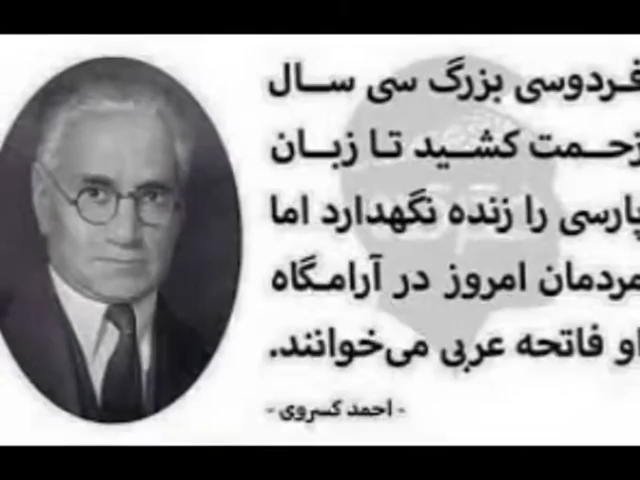 فردوسی بزرگ سی سال
زحمت کشید تا زبان
پارسی را زنده نگهدارد اما
مردمان امروز در آرامگاه
او فاتحه عربی می‌خوانند.
- احمد کسروی -